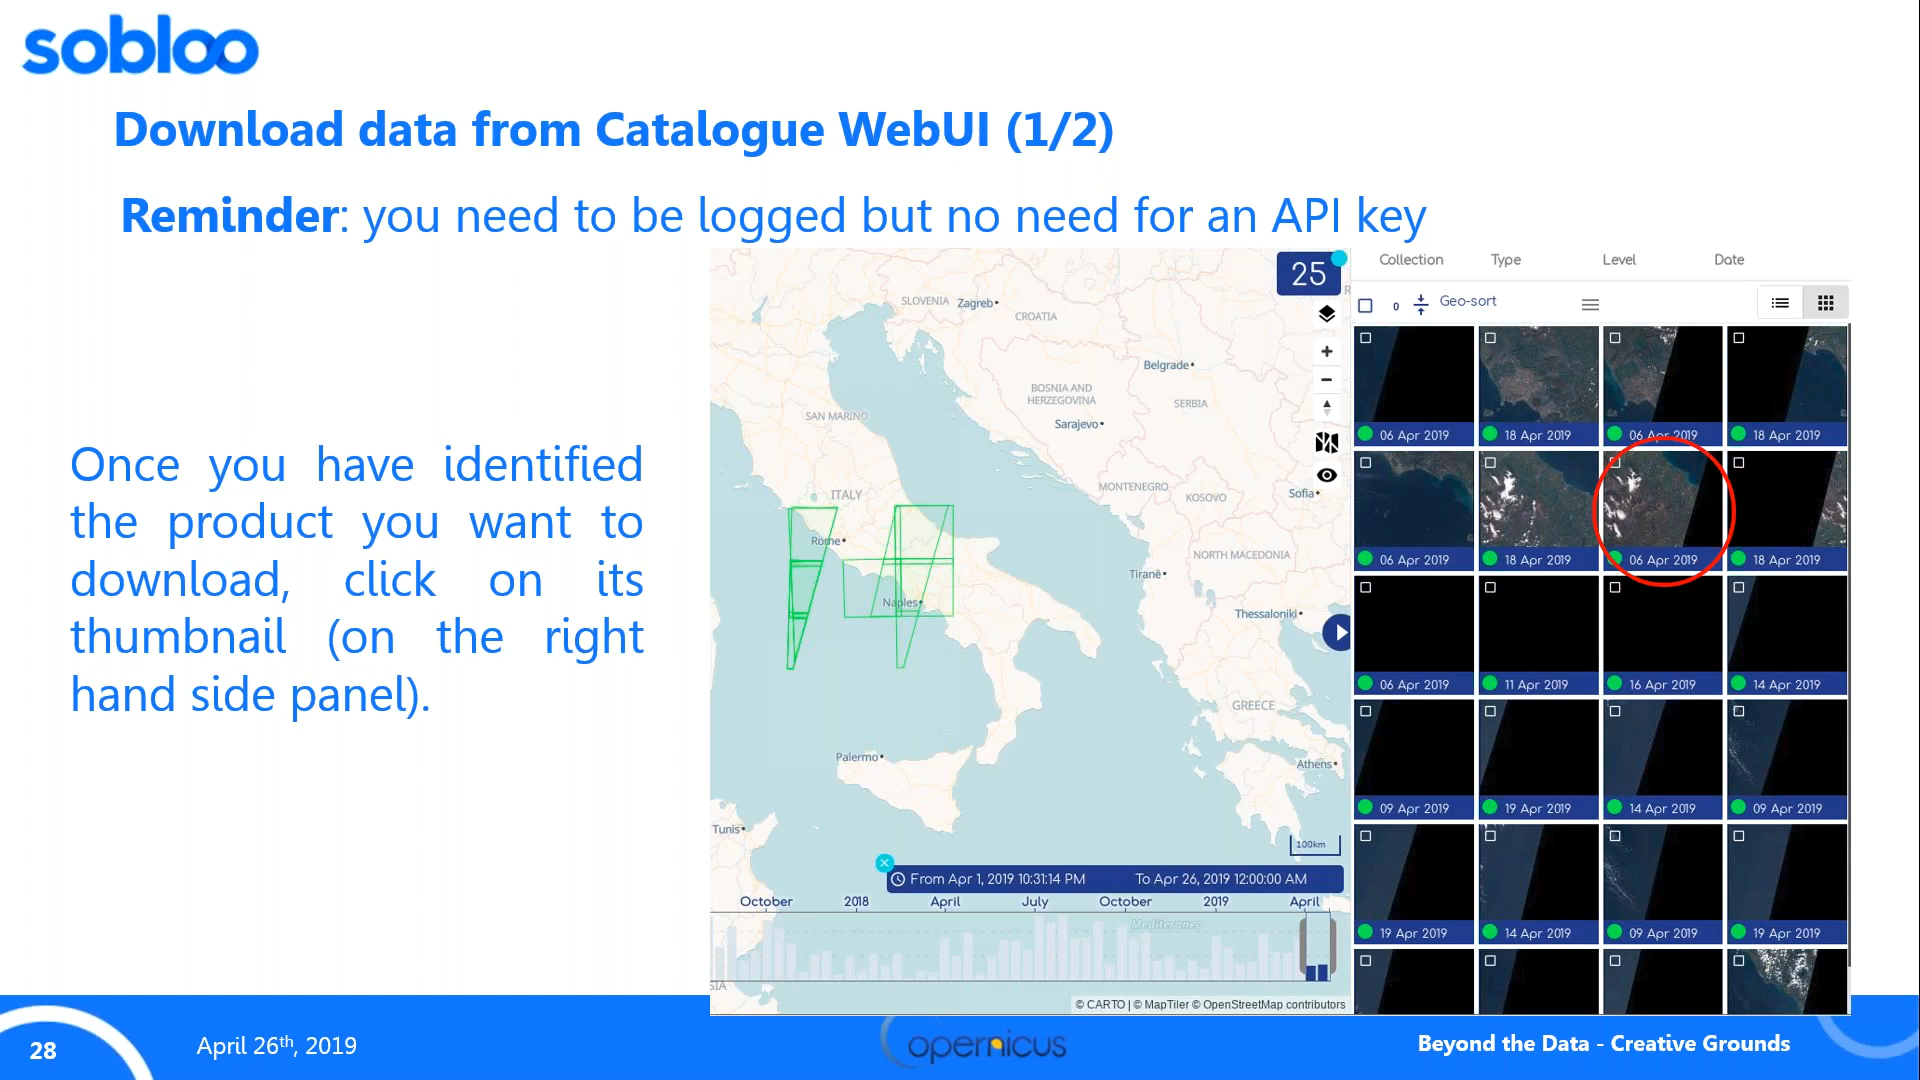 sobloo
Download data from Catalogue WebUI (1/2)
Reminder: you need to be logged but no need for an API key
Once you have identified
the product you want to
download, click on its
thumbnail (on the right
hand side panel).
25
SLOVENIA
Zagreb
CROATIA
Belgrade
BOSNIA AND
HERZEGOVINA
SERBIA
SAN MARINO
Sarajevo
ITALY
MONTENEGRO
KOSOVO
Sofia
Rome
NORTH MACEDONIA
Tiranë
Naples
Thessaloniki
GREECE
Palermo
Athens
Tunis
100km
From Apr 1, 2019 10:31:14 PM To Apr 26, 2019 12:00:00 AM
October 2018 April July October 2019 April
Mediteraneo
© CARTO | © MapTiler © OpenStreetMap contributors
Collection Type Level Date
0 Geo-sort
06 Apr 2019 18 Apr 2019 06 Apr 2019 18 Apr 2019
06 Apr 2019 18 Apr 2019 06 Apr 2019 18 Apr 2019
06 Apr 2019 11 Apr 2019 16 Apr 2019 14 Apr 2019
09 Apr 2019 19 Apr 2019 14 Apr 2019 09 Apr 2019
19 Apr 2019 14 Apr 2019 09 Apr 2019 19 Apr 2019
28
April 26th, 2019
opernicus
Beyond the Data - Creative Grounds